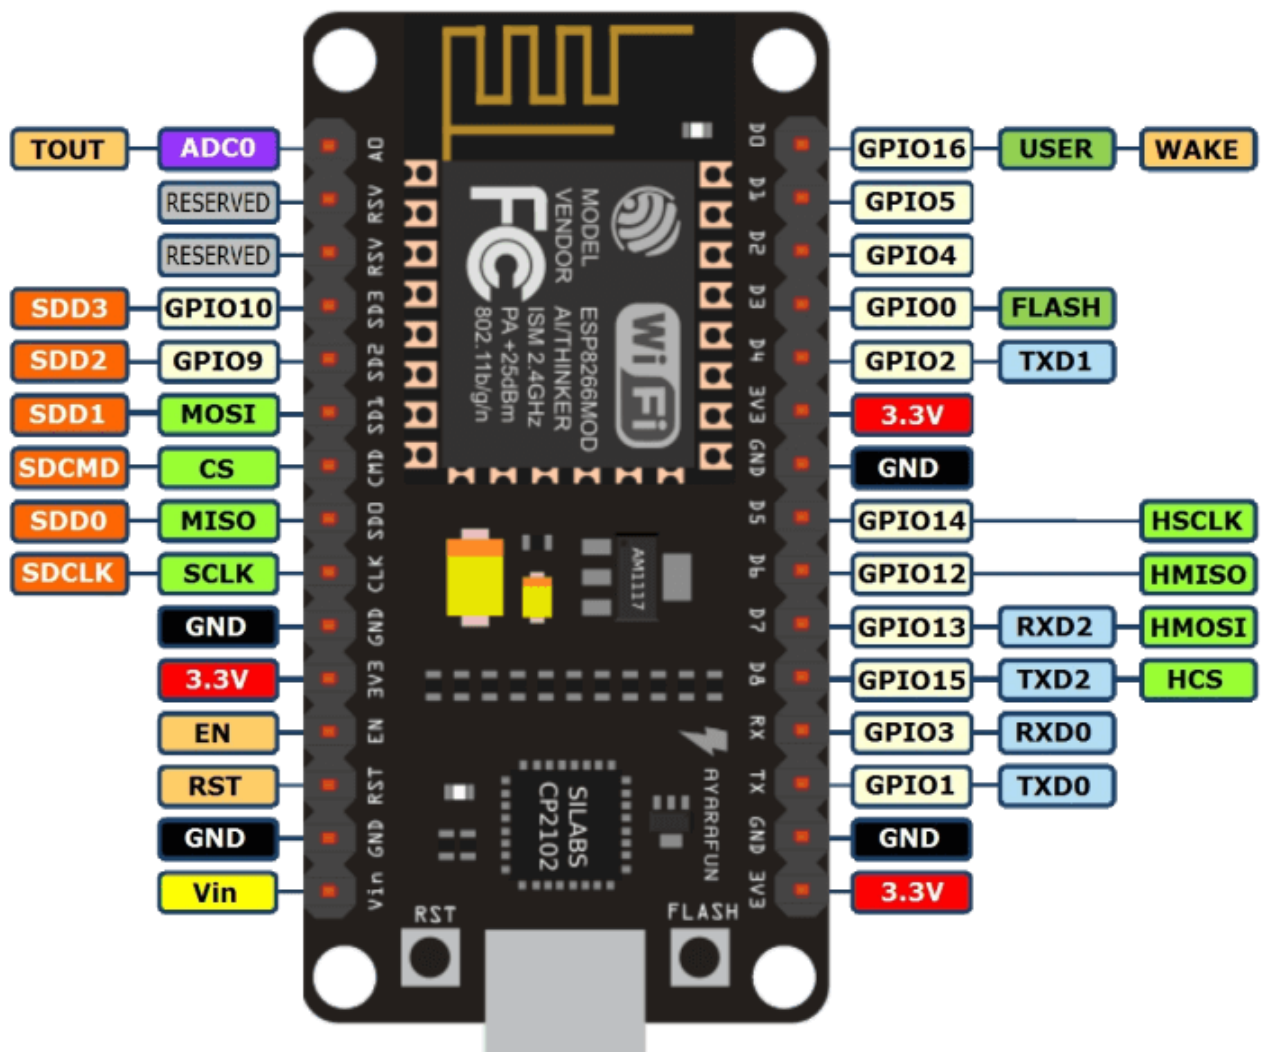 TOUT ADC0 A0 D0 GPIO16 USER WAKE
RESERVED RSV D1 GPIO5
RESERVED RSV D2 GPIO4
SDD3 GPIO10 SD3 D3 GPIO0 FLASH
SDD2 GPIO9 SD2 D4 GPIO2 TXD1
SDD1 MOSI SD1 3V3 3.3V
SDCMD CS CMD GND GND
SDD0 MISO SD0 D5 GPIO14 HSCLK
SDCLK SCLK CLK D6 GPIO12 HMISO
GND GND D7 GPIO13 RXD2 HMOSI
3.3V 3V3 D8 GPIO15 TXD2 HCS
EN EN RX GPIO3 RXD0
RST RST TX GPIO1 TXD0
GND GND GND GND
Vin Vin 3V3 3.3V
FC
WiFi
MODEL ESP8266MOD
VENDOR AI/THINKER
ISM 2.4GHz
PA +25dBm
802.11b/g/n
AM1117
SILABS
CP2102
AYARAFUN
RST
FLASH